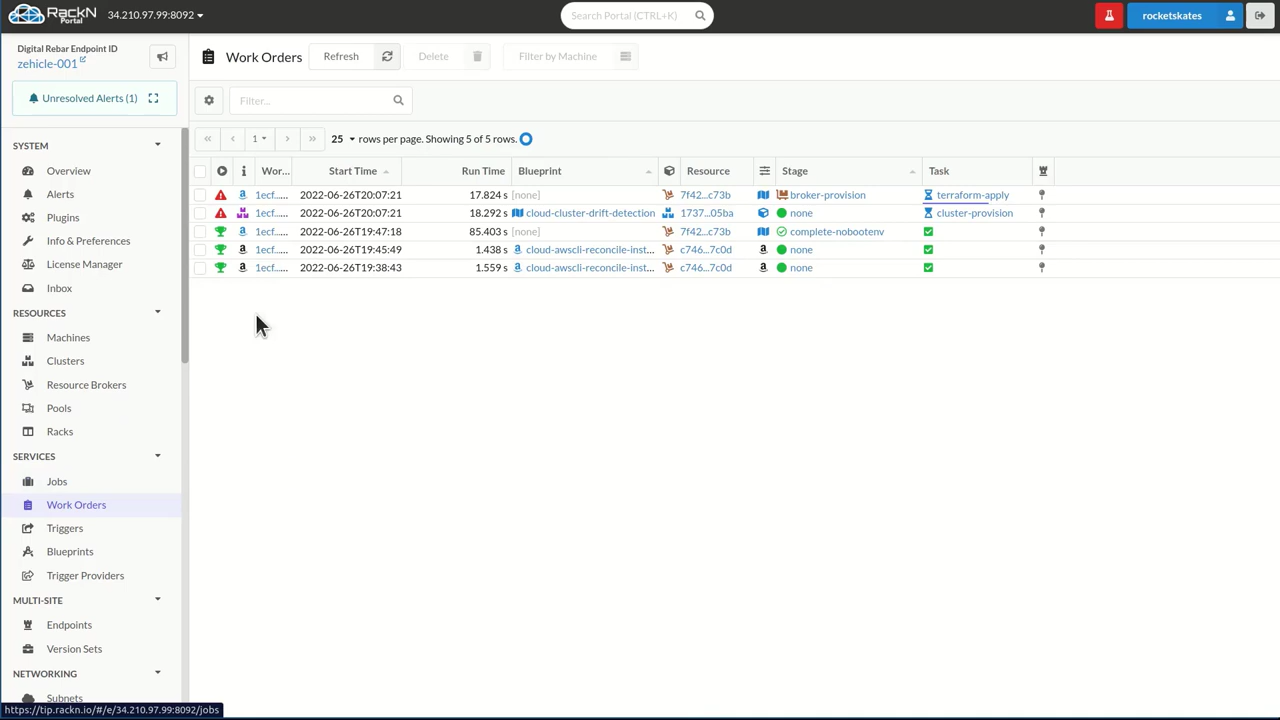 RackN
Portal
34.210.97.99:8092
Search Portal (CTRL+K)
rocketskates
Digital Rebar Endpoint ID
zehicle-001
Unresolved Alerts (1)
SYSTEM
Overview
Alerts
Plugins
Info & Preferences
License Manager
Inbox
RESOURCES
Machines
Clusters
Resource Brokers
Pools
Racks
SERVICES
Jobs
Work Orders
Triggers
Blueprints
Trigger Providers
MULTI-SITE
Endpoints
Version Sets
NETWORKING
Subnets
https://tip.rackn.io/#/e/34.210.97.99:8092/jobs
Work Orders
Refresh
Delete
Filter by Machine
Filter...
1
25 rows per page. Showing 5 of 5 rows.
Wor... Start Time Run Time Blueprint Resource Stage Task
1ecf...... 2022-06-26T20:07:21 17.824 s [none] 7f42...c73b broker-provision terraform-apply
1ecf...... 2022-06-26T20:07:21 18.292 s cloud-cluster-drift-detection 1737...05ba none cluster-provision
1ecf...... 2022-06-26T19:47:18 85.403 s [none] 7f42...c73b complete-nobootenv
1ecf...... 2022-06-26T19:45:49 1.438 s cloud-awscli-reconcile-inst... c746...7c0d none
1ecf...... 2022-06-26T19:38:43 1.559 s cloud-awscli-reconcile-inst... c746...7c0d none